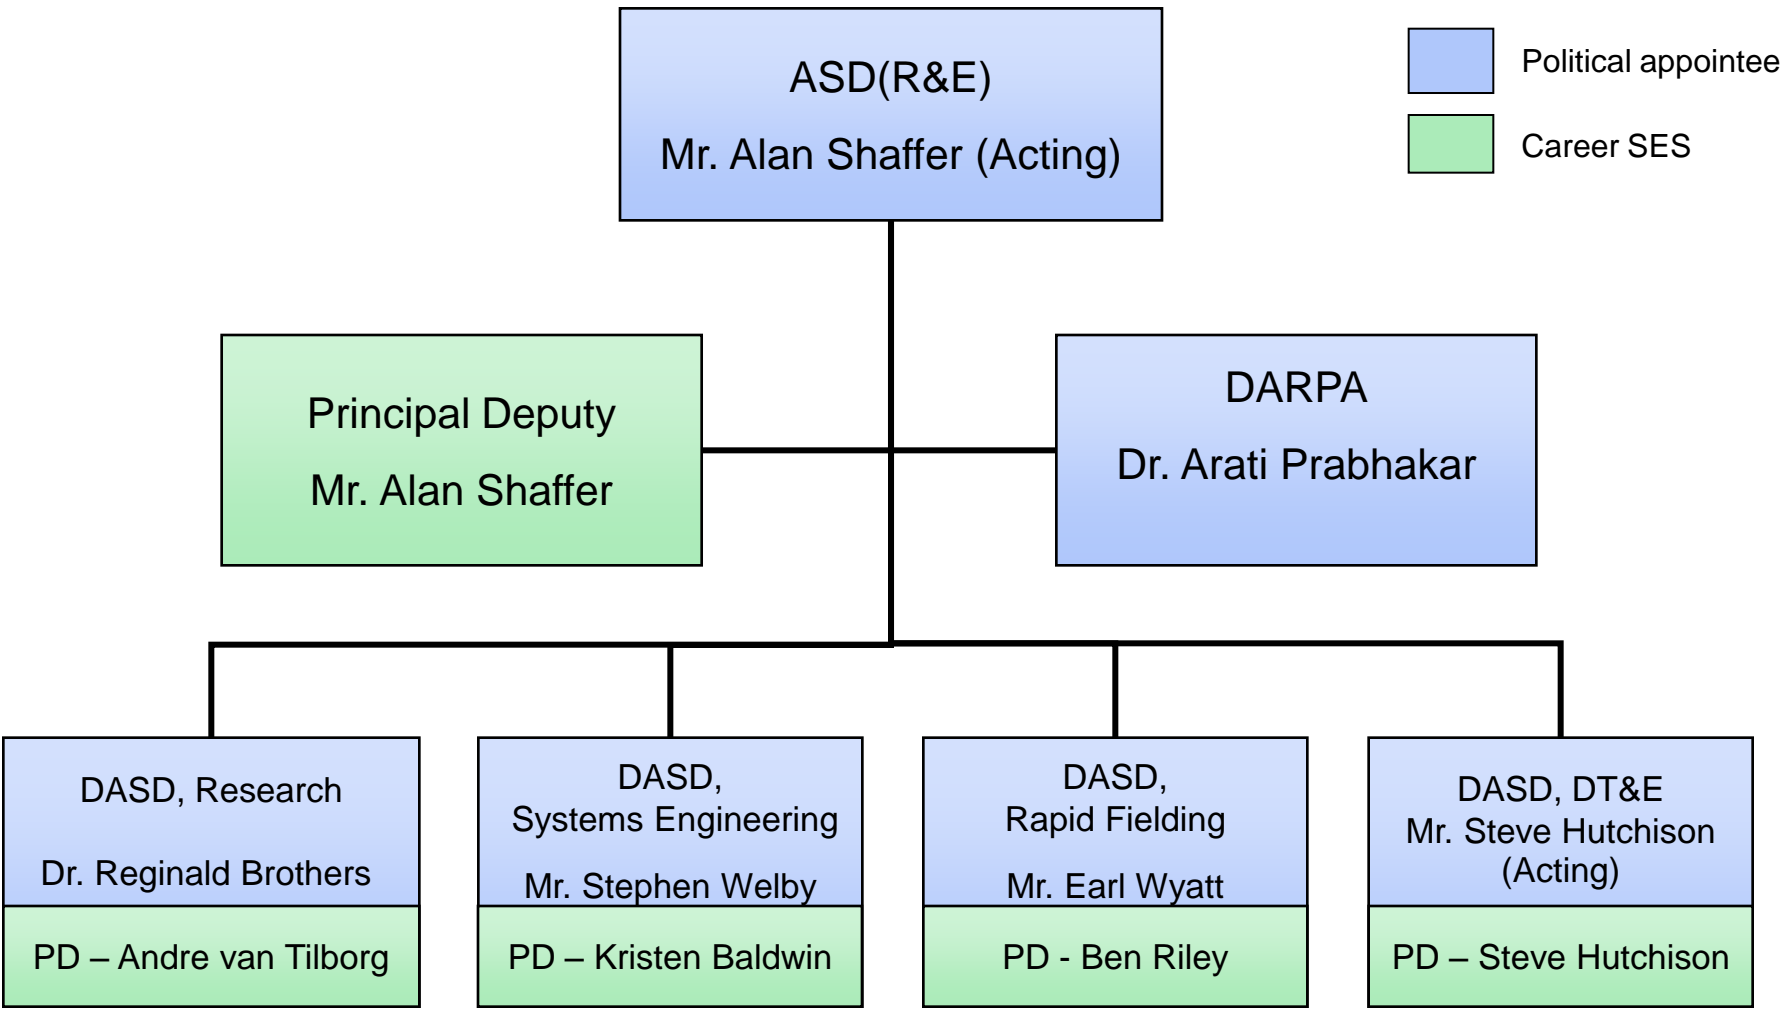 ASD(R&E)
Mr. Alan Shaffer (Acting)
Political appointee
Career SES
Principal Deputy
Mr. Alan Shaffer
DARPA
Dr. Arati Prabhakar
DASD, Research
Dr. Reginald Brothers
PD – Andre van Tilborg
DASD,
Systems Engineering
Mr. Stephen Welby
PD – Kristen Baldwin
DASD,
Rapid Fielding
Mr. Earl Wyatt
PD - Ben Riley
DASD, DT&E
Mr. Steve Hutchison
(Acting)
PD – Steve Hutchison